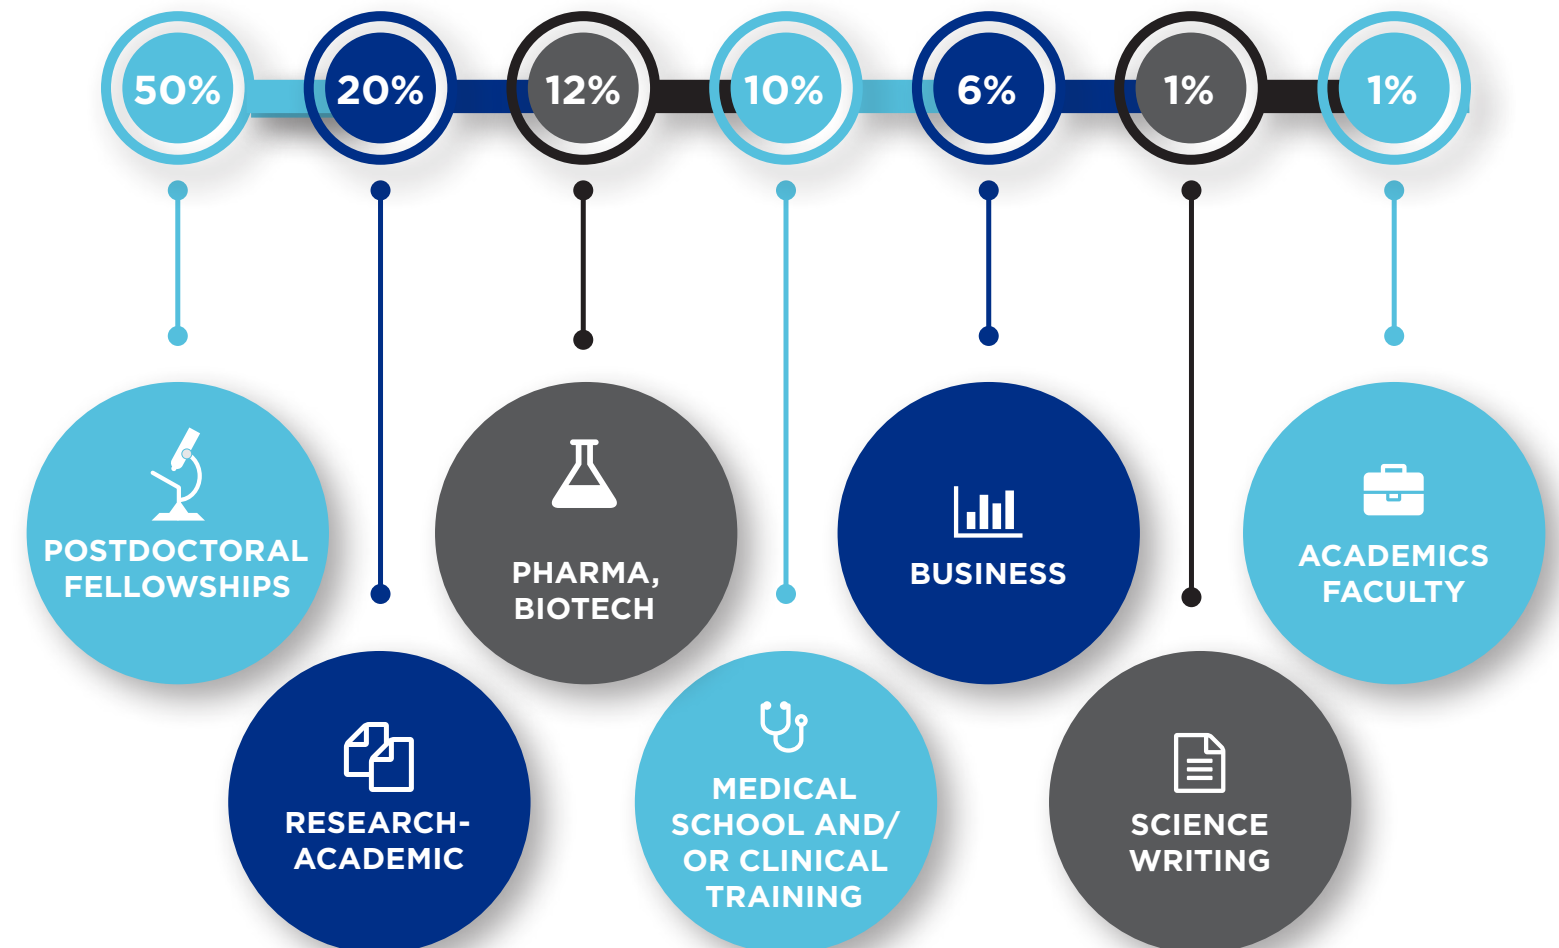 50%
20%
12%
10%
6%
1%
1%
POSTDOCTORAL
FELLOWSHIPS
PHARMA,
BIOTECH
BUSINESS
ACADEMICS
FACULTY
RESEARCH-
ACADEMIC
MEDICAL
SCHOOL AND/
OR CLINICAL
TRAINING
SCIENCE
WRITING